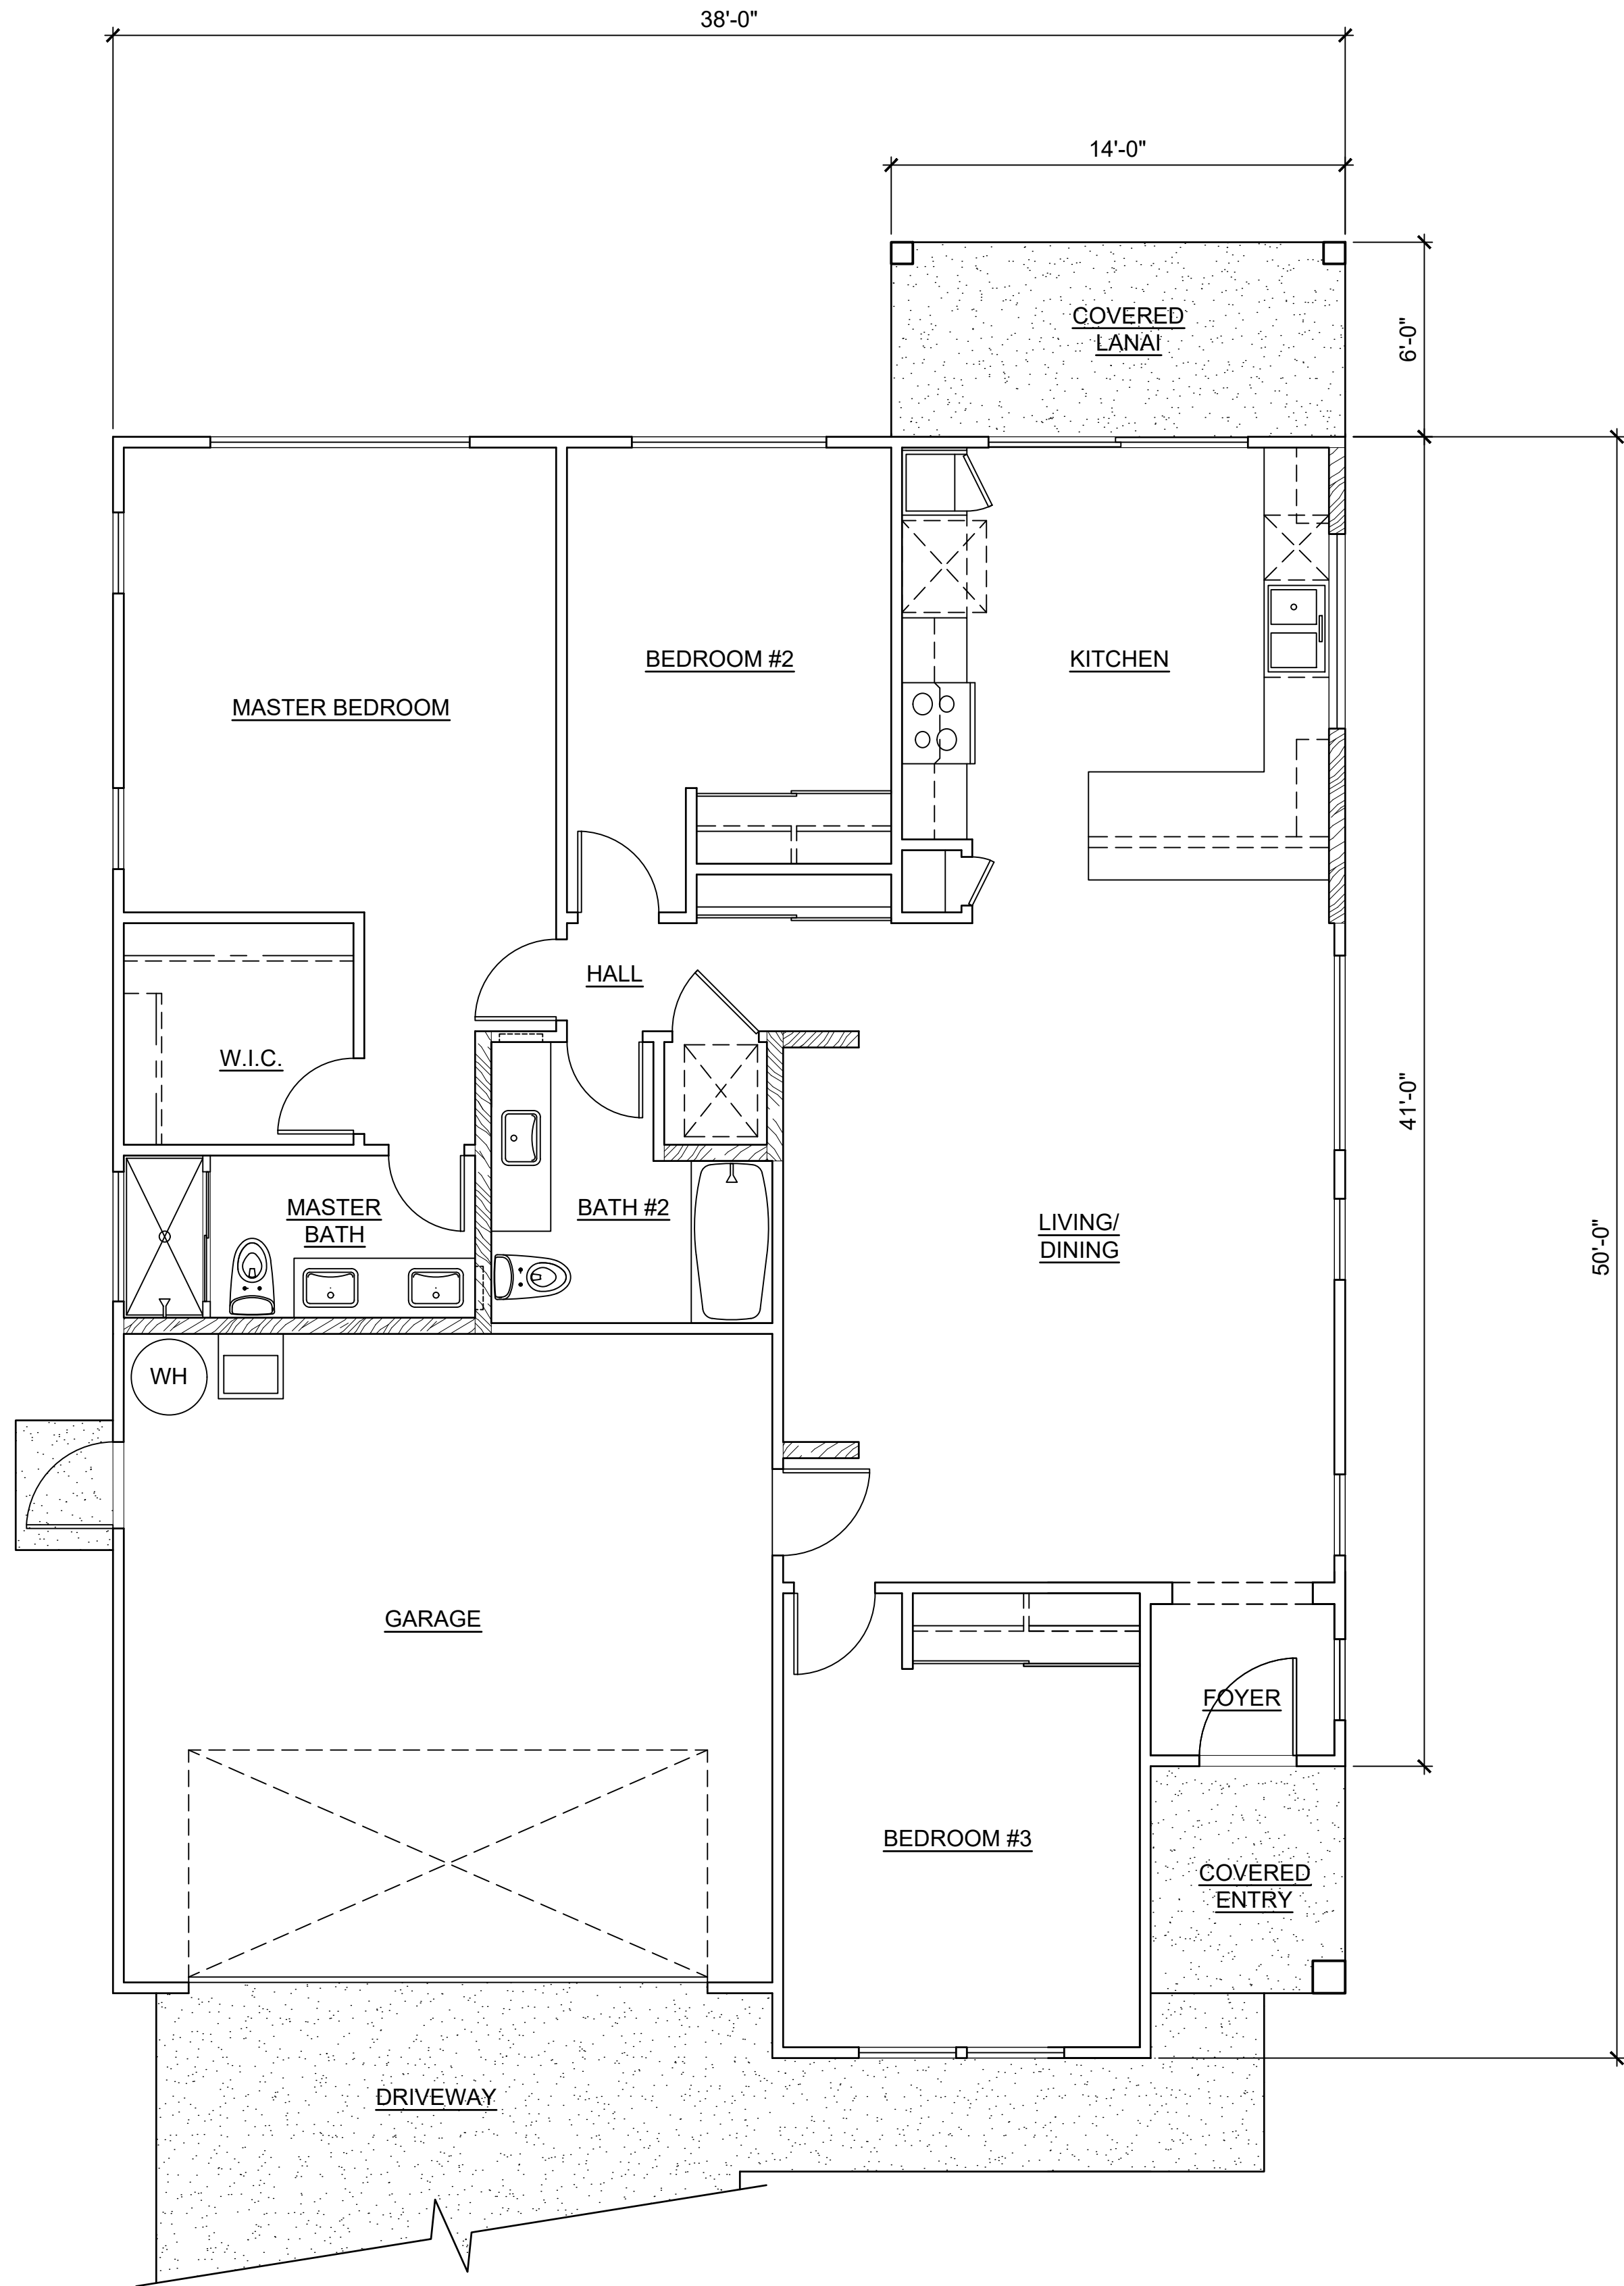 38'-0"
14'-0"
COVERED
LANAI
6'-0"
BEDROOM #2
KITCHEN
MASTER BEDROOM
HALL
W.I.C.
41'-0"
MASTER
BATH
BATH #2
LIVING/
DINING
50'-0"
WH
GARAGE
FOYER
BEDROOM #3
COVERED
ENTRY
DRIVEWAY